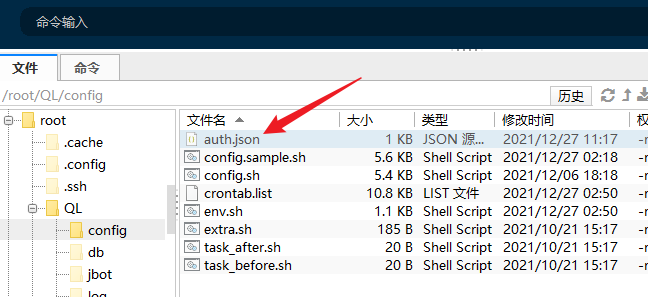 命令输入
文件 命令
/root/QL/config 历史
root
.cache
.config
.ssh
QL
config
db
jbot
文件名 大小 类型 修改时间
auth.json 1 KB JSON 源... 2021/12/27 11:17
config.sample.sh 5.6 KB Shell Script 2021/12/27 02:18
config.sh 5.4 KB Shell Script 2021/12/06 18:18
crontab.list 10.8 KB LIST 文件 2021/12/27 02:50
env.sh 1.1 KB Shell Script 2021/12/27 02:50
extra.sh 185 B Shell Script 2021/10/21 15:17
task_after.sh 20 B Shell Script 2021/10/21 15:17
task_before.sh 20 B Shell Script 2021/10/21 15:17